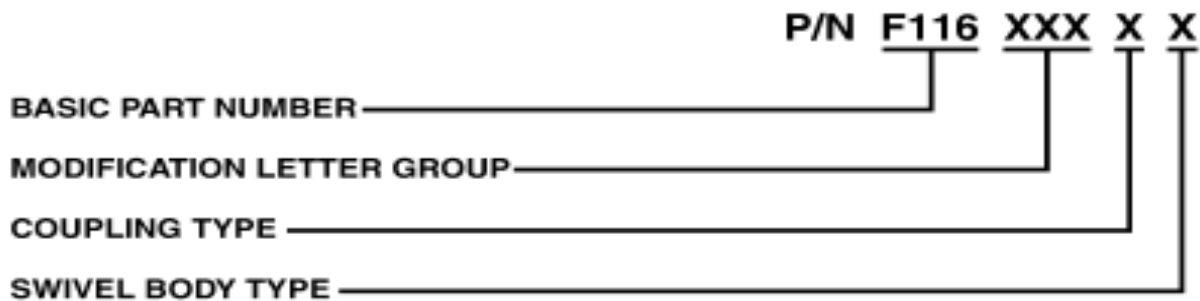 P/N F116 XXX X X
BASIC PART NUMBER
MODIFICATION LETTER GROUP
COUPLING TYPE
SWIVEL BODY TYPE